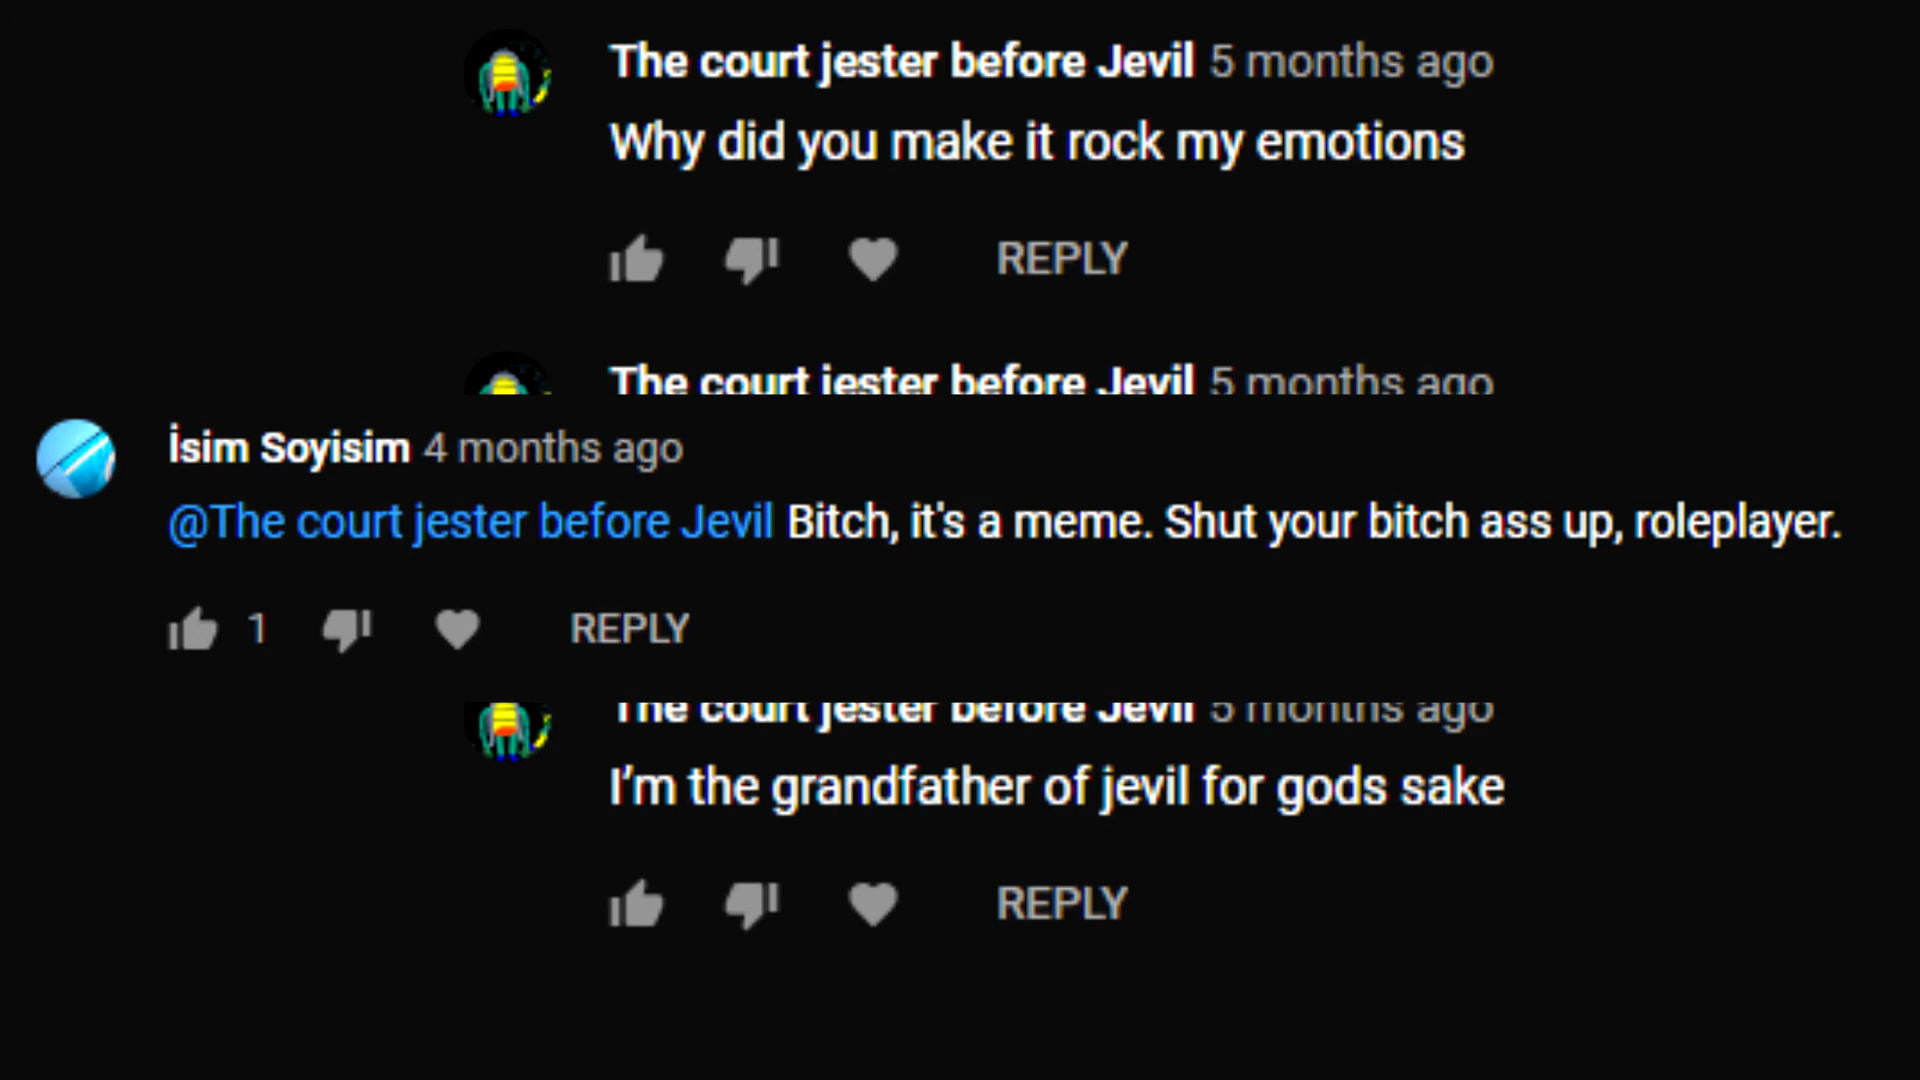 The court jester before Jevil 5 months ago
Why did you make it rock my emotions
REPLY
The court jester before Jevil 5 months ago
İsim Soyisim 4 months ago
@The court jester before Jevil Bitch, it's a meme. Shut your bitch ass up, roleplayer.
1 REPLY
The court jester before Jevil 5 months ago
I'm the grandfather of jevil for gods sake
REPLY